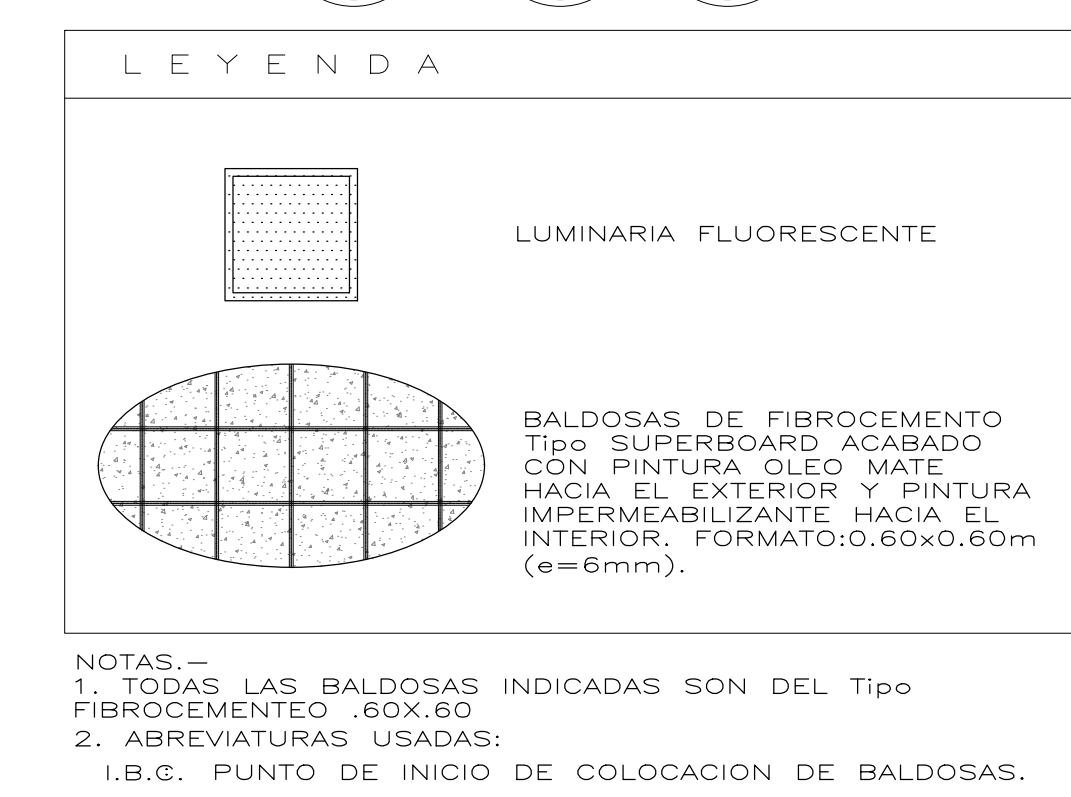 L E Y E N D A
LUMINARIA FLUORESCENTE
BALDOSAS DE FIBROCEMENTO
Tipo SUPERBOARD ACABADO
CON PINTURA OLEO MATE
HACIA EL EXTERIOR Y PINTURA
IMPERMEABILIZANTE HACIA EL
INTERIOR. FORMATO:0.60x0.60m
(e=6mm).
NOTAS.—
1. TODAS LAS BALDOSAS INDICADAS SON DEL Tipo
FIBROCEMENTEO .60X.60
2. ABREVIATURAS USADAS:
PUNTO DE INICIO DE COLOCACION DE BALDOSAS.